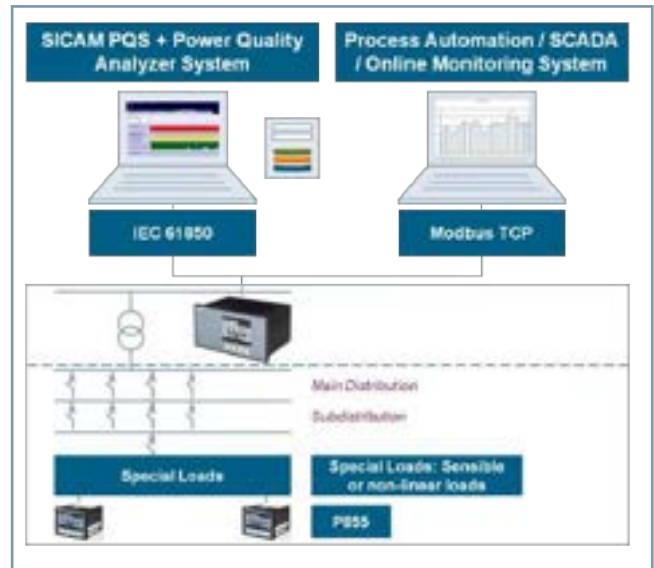 SICAM PQS + Power Quality
Analyzer System
Process Automation / SCADA
/ Online Monitoring System
IEC 61850
Modbus TCP
Main Distribution
Subdistribution
Special Loads
Special Loads: Sensible
or non-linear loads
P855